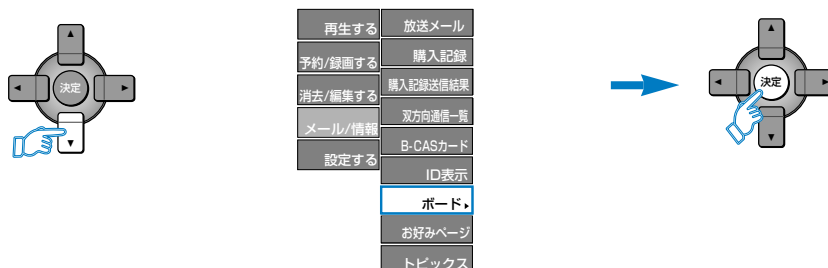 決定
再生する
予約/録画する
消去/編集する
メール/情報
設定する
放送メール
購入記録
購入記録送信結果
双方向通信一覧
B-CASカード
ID表示
ボード
お好みページ
トピックス
決定